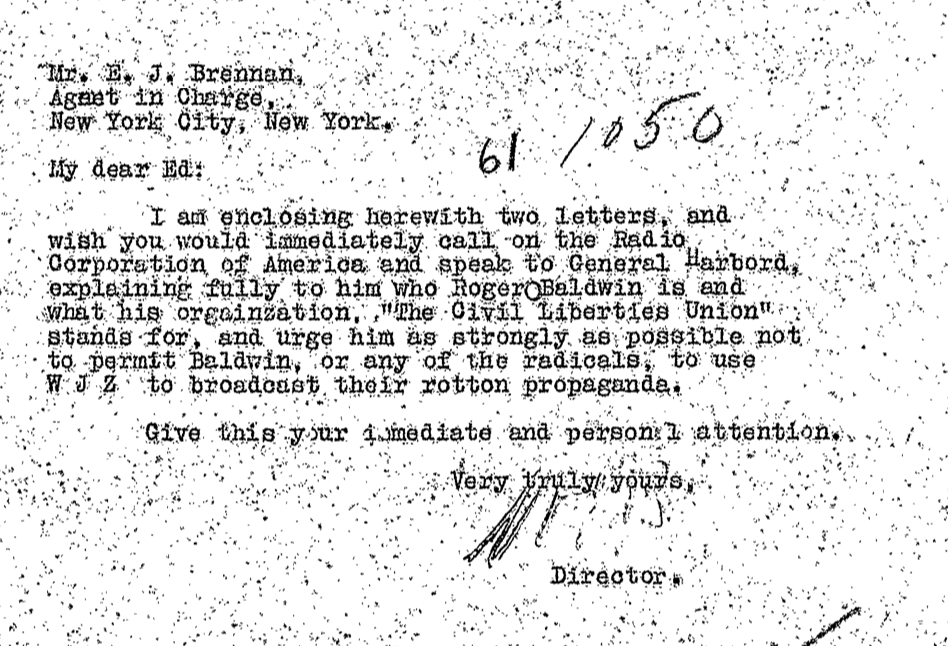 Mr. E. J. Brennan,
Agnet in Charge,
New York City, New York.
61 1050
My dear Ed:
I am enclosing herewith two letters, and
wish you would immediately call on the Radio
Corporation of America and speak to General Harbord,
explaining fully to him who Roger Baldwin is and
what his orgainzation, "The Civil Liberties Union"
stands for, and urge him as strongly as possible not
to permit Baldwin, or any of the radicals, to use
W J Z to broadcast their rotton propaganda.
Give this your immediate and personal attention.
Very truly yours,
Director.